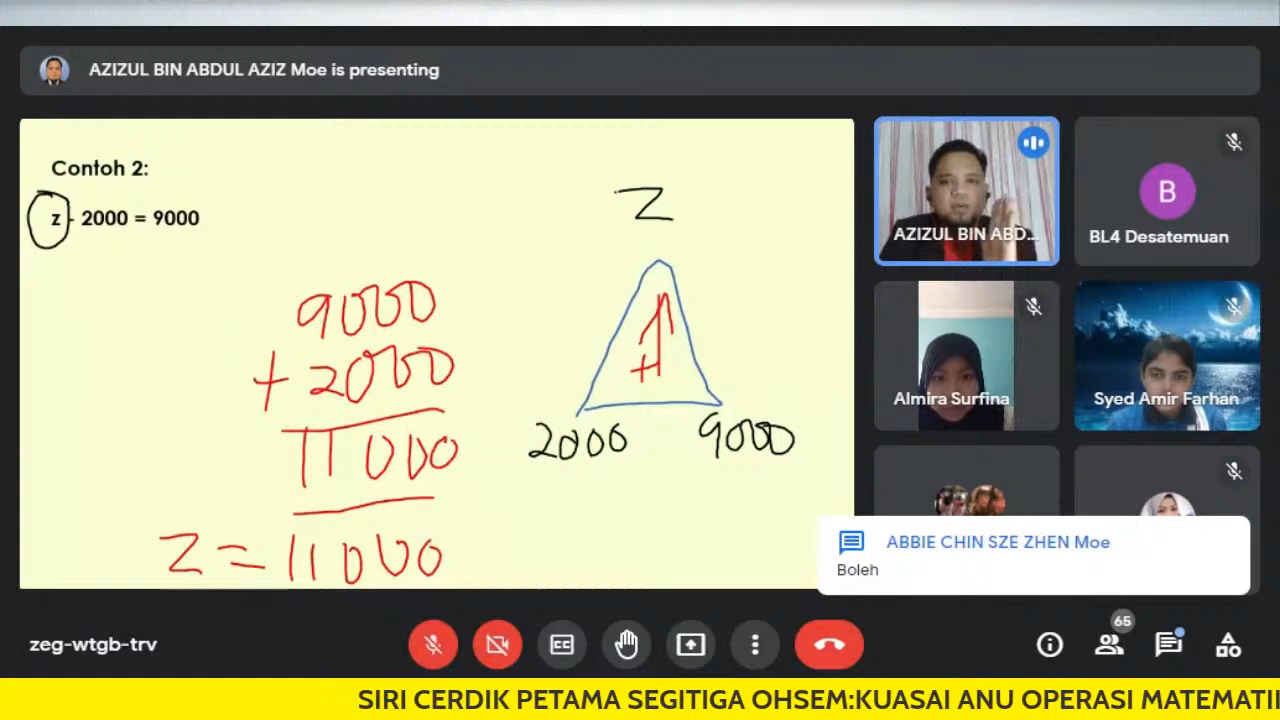 AZIZUL BIN ABDUL AZIZ Moe is presenting
Contoh 2:
z - 2000 = 9000
9000
+ 2000
11000
z = 11000
Z
+
2000 9000
AZIZUL BIN ABD...
B
BL4 Desatemuan
Almira Surfina
Syed Amir Farhan
ABBIE CHIN SZE ZHEN Moe
Boleh
zeg-wtgb-trv
CC
65
SIRI CERDIK PETAMA SEGITIGA OHSEM:KUASAI ANU OPERASI MATEMATI